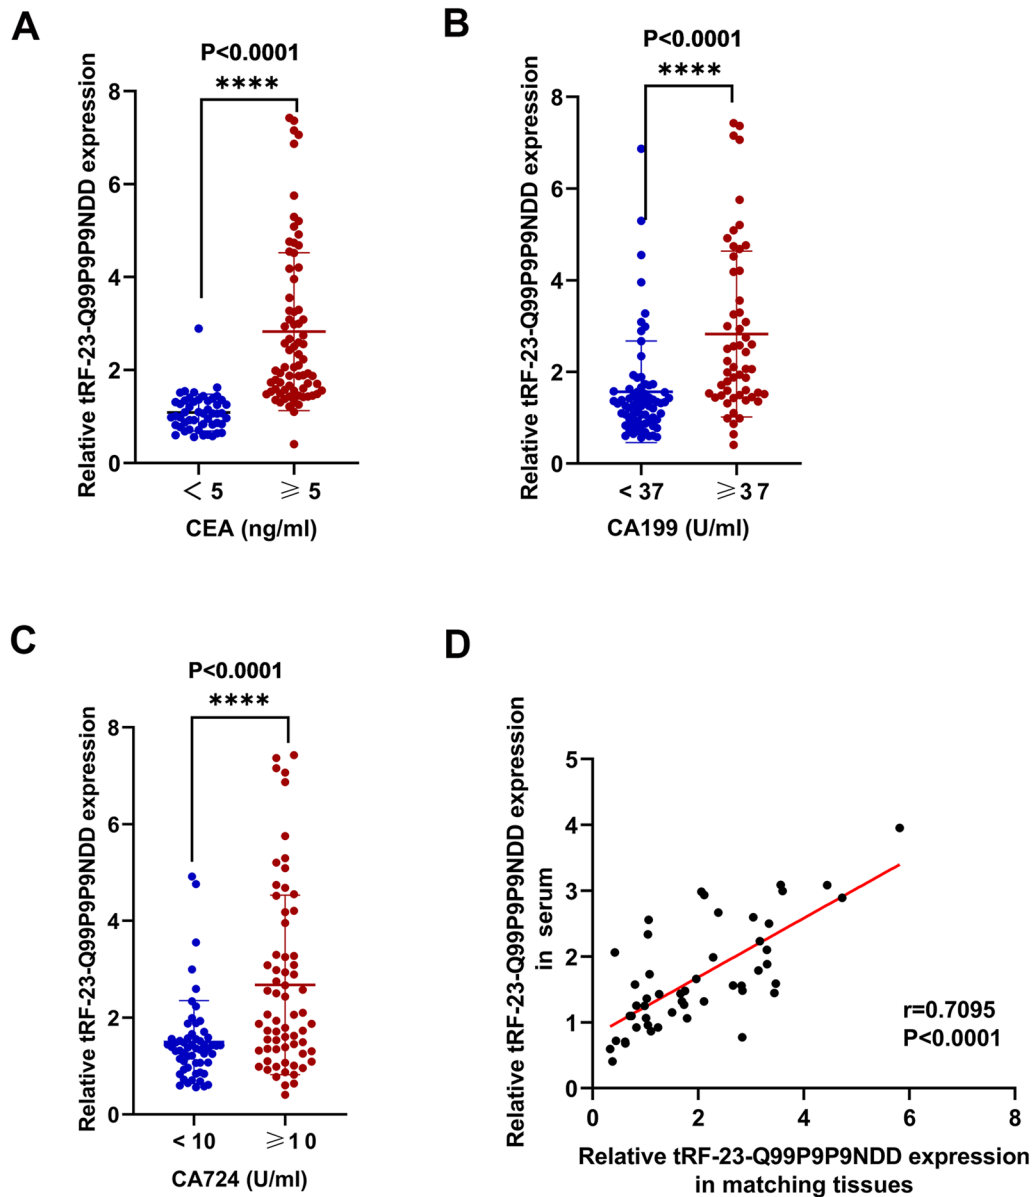 A
P<0.0001
****
Relative tRF-23-Q99P9P9NDD expression
8
6
4
2
0
< 5
≥ 5
CEA (ng/ml)
B
P<0.0001
****
Relative tRF-23-Q99P9P9NDD expression
8
6
4
2
0
< 37
≥ 37
CA199 (U/ml)
C
P<0.0001
****
Relative tRF-23-Q99P9P9NDD expression
8
6
4
2
0
< 10
≥ 10
CA724 (U/ml)
D
Relative tRF-23-Q99P9P9NDD expression
in serum
5
4
3
2
1
0
r=0.7095
P<0.0001
0
2
4
6
8
Relative tRF-23-Q99P9P9NDD expression
in matching tissues